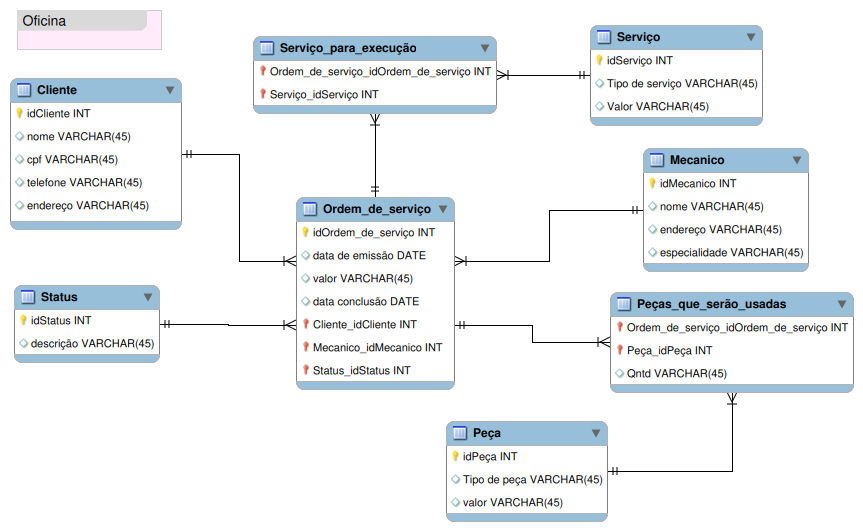 Oficina
Cliente
idCliente INT
nome VARCHAR(45)
cpf VARCHAR(45)
telefone VARCHAR(45)
endereço VARCHAR(45)
Status
idStatus INT
descrição VARCHAR(45)
Serviço_para_execução
Ordem_de_serviço_idOrdem_de_serviço INT
Serviço_idServiço INT
Ordem_de_serviço
idOrdem_de_serviço INT
data de emissão DATE
valor VARCHAR(45)
data conclusão DATE
Cliente_idCliente INT
Mecanico_idMecanico INT
Status_idStatus INT
Serviço
idServiço INT
Tipo de serviço VARCHAR(45)
Valor VARCHAR(45)
Mecanico
idMecanico INT
nome VARCHAR(45)
endereço VARCHAR(45)
especialidade VARCHAR(45)
Peças_que_serão_usadas
Ordem_de_serviço_idOrdem_de_serviço INT
Peça_idPeça INT
Qntd VARCHAR(45)
Peça
idPeça INT
Tipo de peça VARCHAR(45)
valor VARCHAR(45)